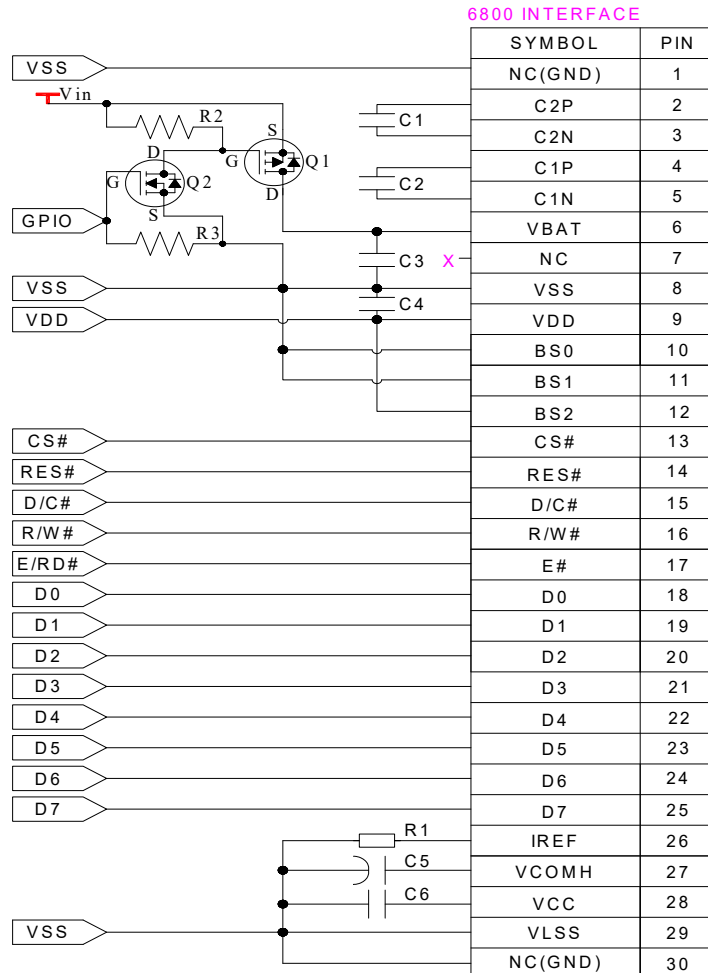 6800 INTERFACE
SYMBOL PIN
VSS NC(GND) 1
Vin C2P 2
R2 S C1 C2N 3
D G Q1 C1P 4
G Q2 D C2 C1N 5
GPIO S R3 VBAT 6
C3 X NC 7
VSS C4 VSS 8
VDD VDD 9
BS0 10
BS1 11
BS2 12
CS# CS# 13
RES# RES# 14
D/C# D/C# 15
R/W# R/W# 16
E/RD# E# 17
D0 D0 18
D1 D1 19
D2 D2 20
D3 D3 21
D4 D4 22
D5 D5 23
D6 D6 24
D7 D7 25
R1 IREF 26
C5 VCOMH 27
C6 VCC 28
VSS VLSS 29
NC(GND) 30